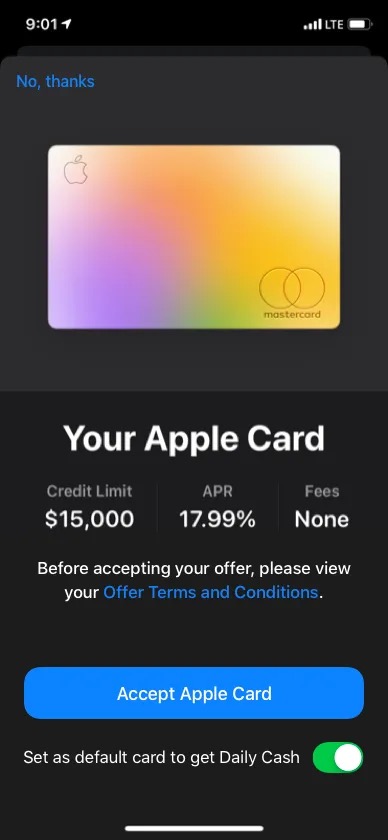 9:01 LTE
No, thanks
mastercard
Your Apple Card
Credit Limit APR Fees
$15,000 17.99% None
Before accepting your offer, please view
your Offer Terms and Conditions.
Accept Apple Card
Set as default card to get Daily Cash